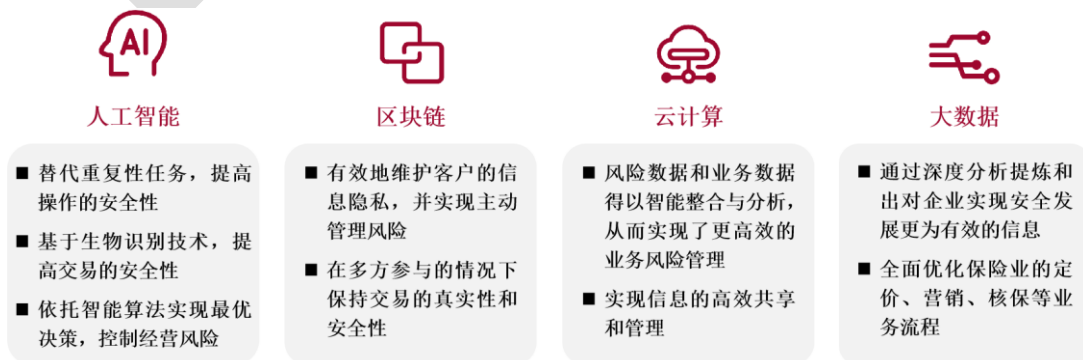 AI
人工智能
■ 替代重复性任务，提高
操作的安全性
■ 基于生物识别技术，提
高交易的安全性
■ 依托智能算法实现最优
决策，控制经营风险
区块链
■ 有效地维护客户的信
息隐私，并实现主动
管理风险
■ 在多方参与的情况下
保持交易的真实性和
安全性
云计算
■ 风险数据和业务数据
得以智能整合与分析，
从而实现了更高效的
业务风险管理
■ 实现信息的高效共享
和管理
大数据
■ 通过深度分析提炼和
出对企业实现安全发
展更为有效的信息
■ 全面优化保险业的定
价、营销、核保等业
务流程